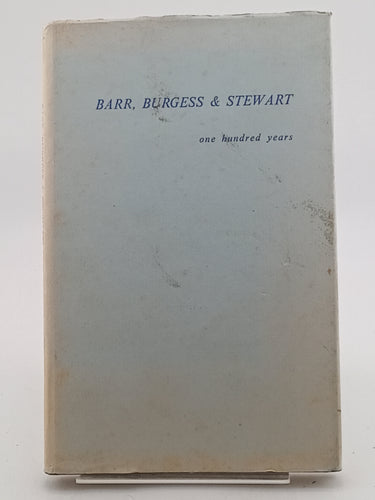 BARR, BURGESS & STEWART
one hundred years